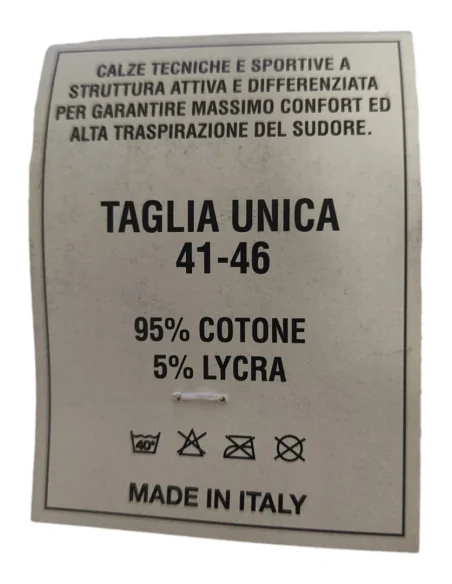 CALZE TECNICHE E SPORTIVE A
STRUTTURA ATTIVA E DIFFERENZIATA
PER GARANTIRE MASSIMO CONFORT ED
ALTA TRASPIRAZIONE DEL SUDORE.
TAGLIA UNICA
41-46
95% COTONE
5% LYCRA
40°
MADE IN ITALY